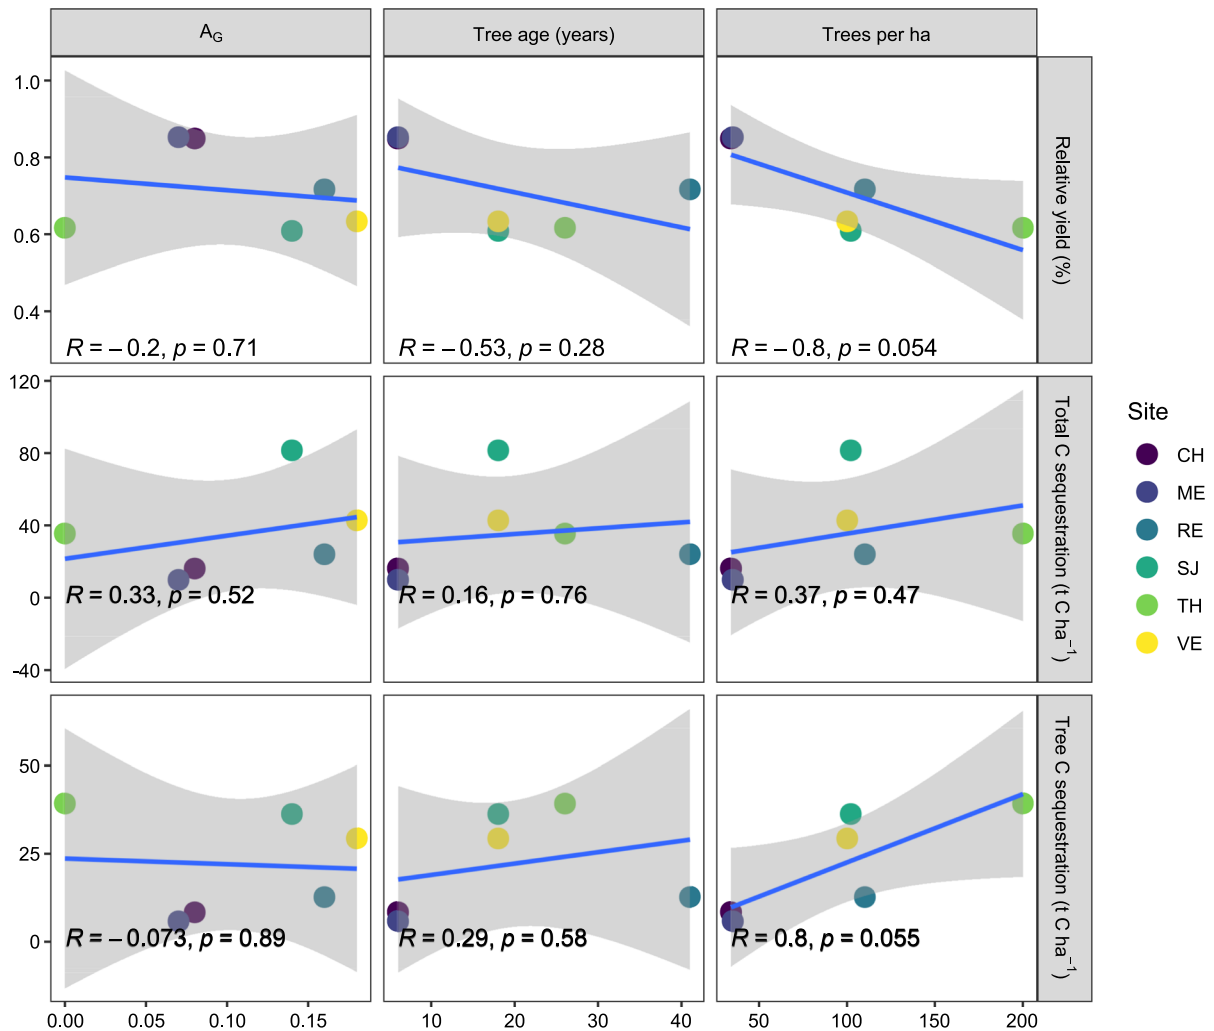 A_G Tree age (years) Trees per ha
1.0
0.8
0.6
0.4
R = −0.2, p = 0.71 R = −0.53, p = 0.28 R = −0.8, p = 0.054
Relative yield (%)
120
80
40
0
−40
R = 0.33, p = 0.52 R = 0.16, p = 0.76 R = 0.37, p = 0.47
Total C sequestration (t C ha⁻¹)
50
25
0
R = −0.073, p = 0.89 R = 0.29, p = 0.58 R = 0.8, p = 0.055
Tree C sequestration (t C ha⁻¹)
0.00 0.05 0.10 0.15 10 20 30 40 50 100 150 200
Site
CH
ME
RE
SJ
TH
VE